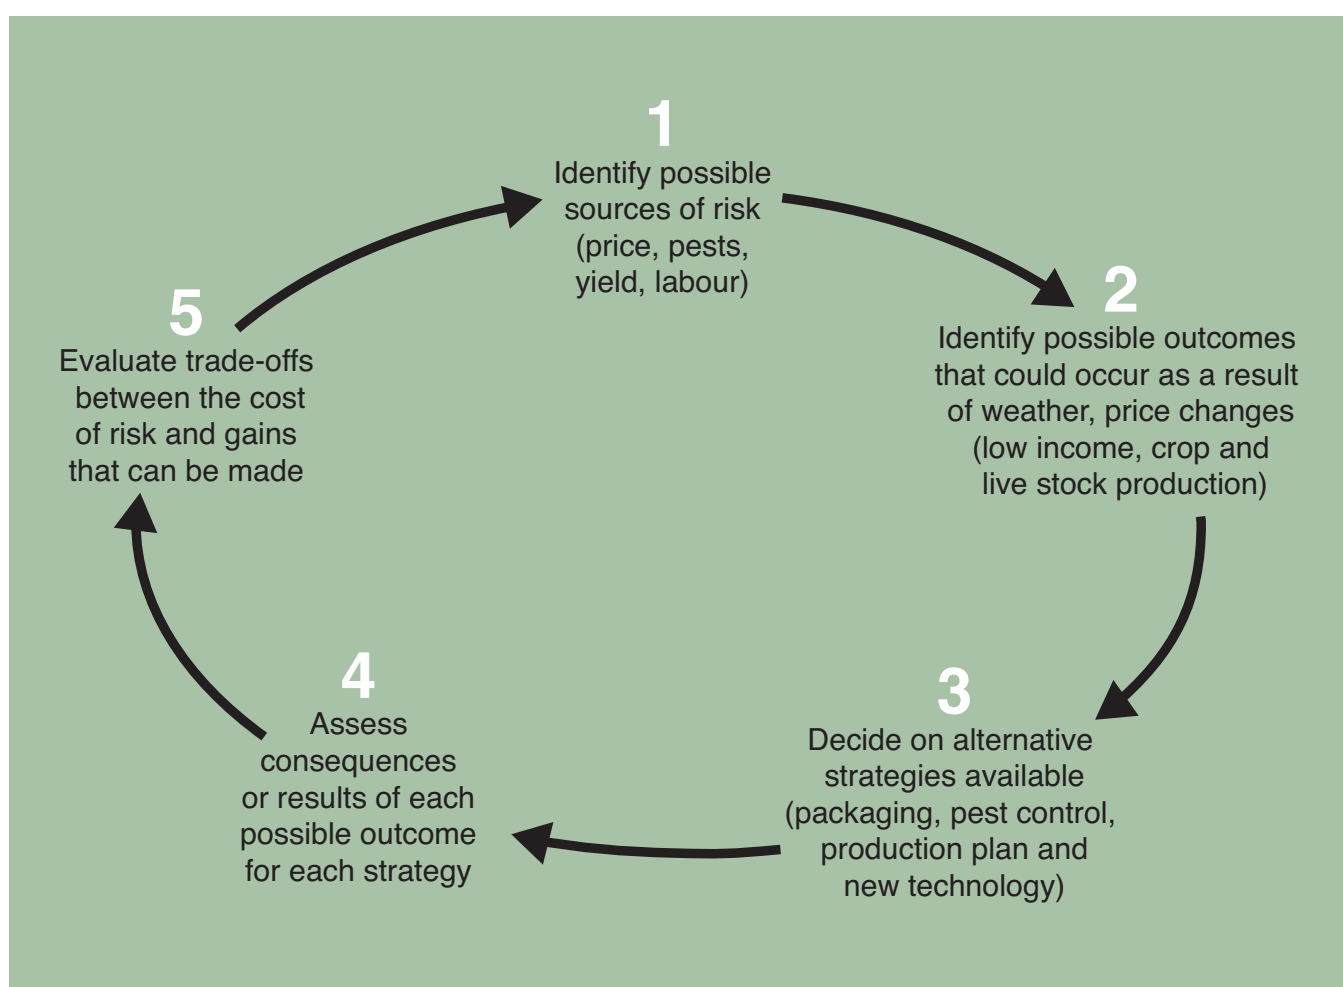 1
Identify possible
sources of risk
(price, pests,
yield, labour)
2
Identify possible outcomes
that could occur as a result
of weather, price changes
(low income, crop and
live stock production)
3
Decide on alternative
strategies available
(packaging, pest control,
production plan and
new technology)
4
Assess
consequences
or results of each
possible outcome
for each strategy
5
Evaluate trade-offs
between the cost
of risk and gains
that can be made